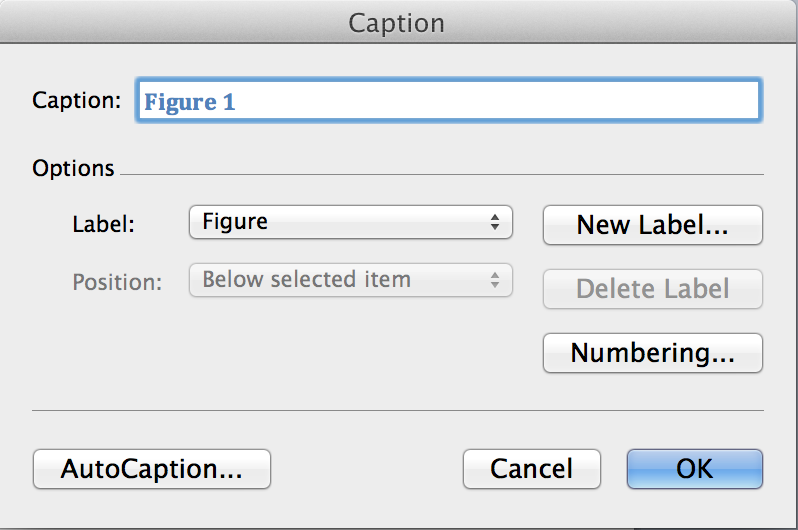 Caption
Caption: Figure 1
Options
Label: Figure New Label...
Position: Below selected item Delete Label
Numbering...
AutoCaption... Cancel OK